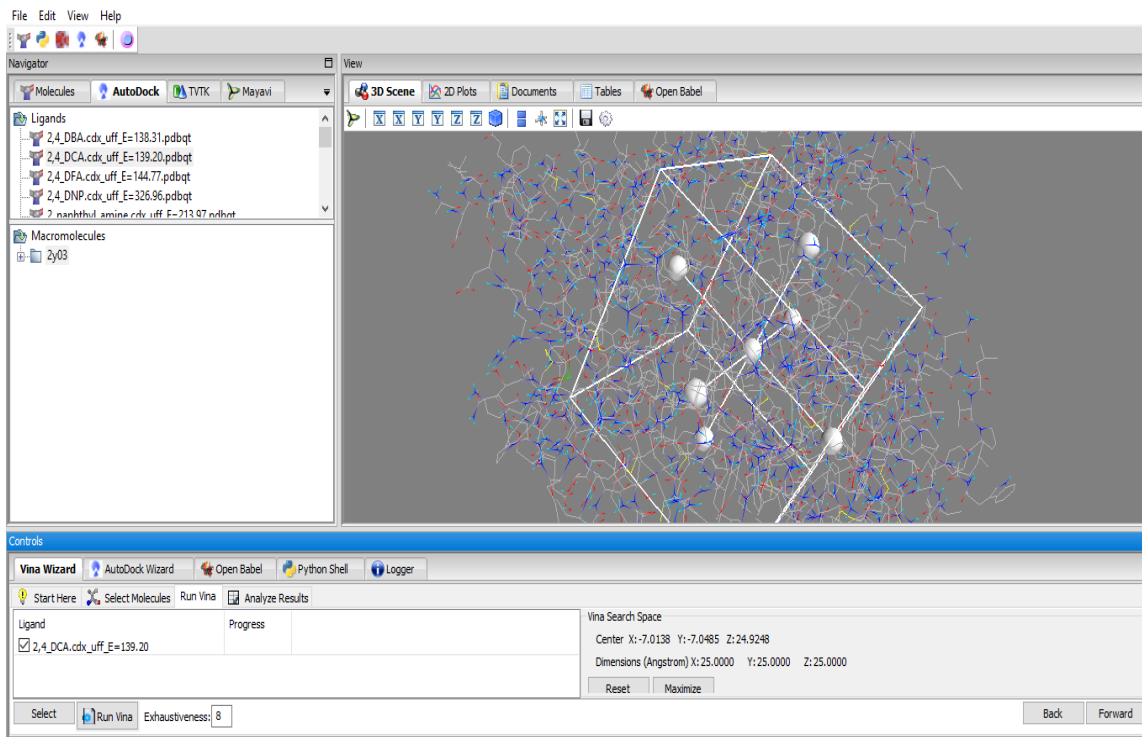 File Edit View Help
Navigator
View
Molecules AutoDock TVTK Mayavi
3D Scene 2D Plots Documents Tables Open Babel
X X Y Y Z Z
Ligands
2,4_DBA.cdx_uff_E=138.31.pdbqt
2,4_DCA.cdx_uff_E=139.20.pdbqt
2,4_DFA.cdx_uff_E=144.77.pdbqt
2,4_DNP.cdx_uff_E=326.96.pdbqt
2_naphthyl_amine.cdx_uff_E=213.97.pdbqt
Macromolecules
2y03
Controls
Vina Wizard AutoDock Wizard Open Babel Python Shell Logger
Start Here Select Molecules Run Vina Analyze Results
Ligand Progress
2,4_DCA.cdx_uff_E=139.20
Vina Search Space
Center X:-7.0138 Y:-7.0485 Z:24.9248
Dimensions (Angstrom) X:25.0000 Y:25.0000 Z:25.0000
Reset Maximize
Select Run Vina Exhaustiveness: 8
Back Forward